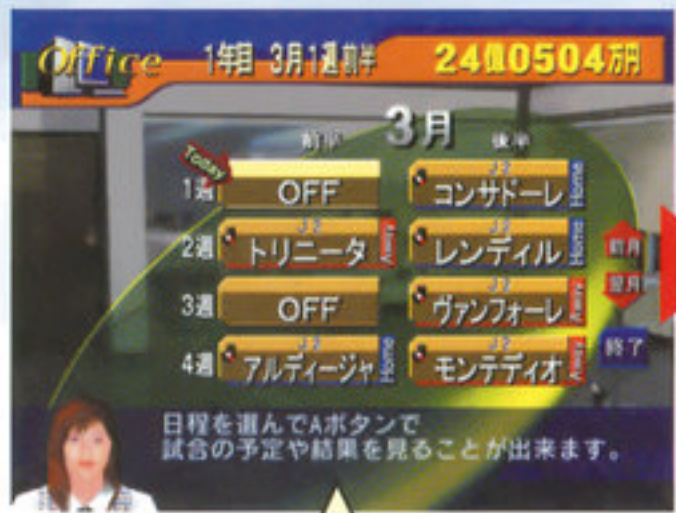 Office 1年目 3月1週前半 24億0504万円
3月
前半 後半
Today
1週 OFF J2 コンサドーレ Home
2週 J2 トリニータ Away J2 レンディル Home
前月
翌月
3週 OFF J2 ヴァンフォーレ Away
終了
4週 J2 アルディージャ Home J2 モンテディオ Away
日程を選んでAボタンで
試合の予定や結果を見ることが出来ます。